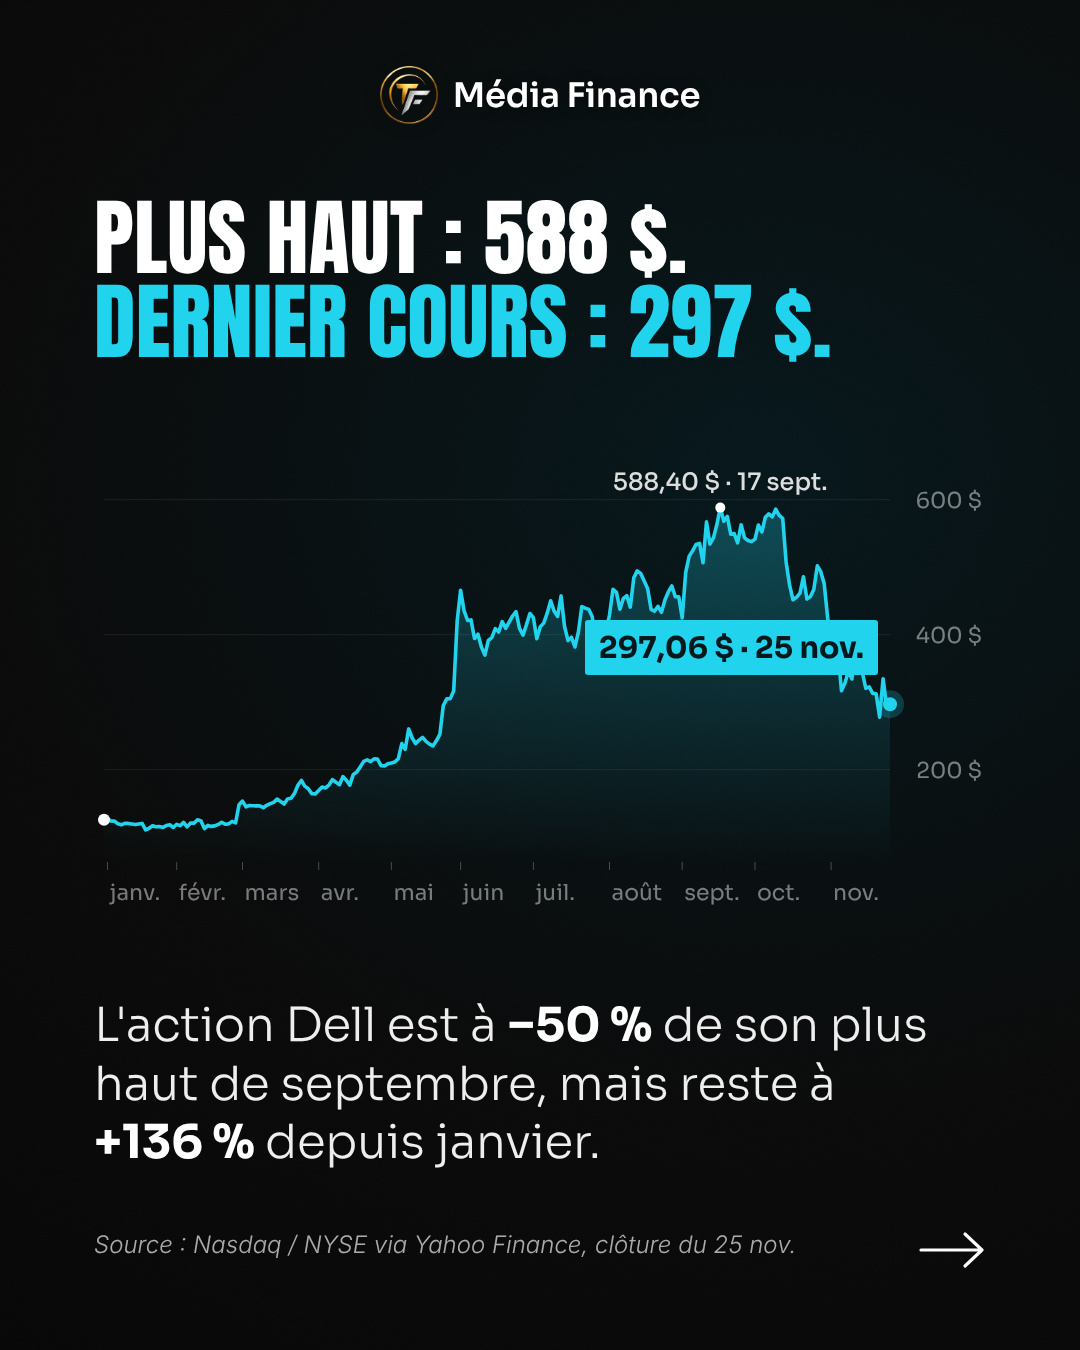 TF Média Finance
PLUS HAUT : 588 $.
DERNIER COURS : 297 $.
588,40 $ · 17 sept.
600 $
400 $
297,06 $ · 25 nov.
200 $
janv. févr. mars avr. mai juin juil. août sept. oct. nov.
L'action Dell est à –50 % de son plus
haut de septembre, mais reste à
+136 % depuis janvier.
Source : Nasdaq / NYSE via Yahoo Finance, clôture du 25 nov.